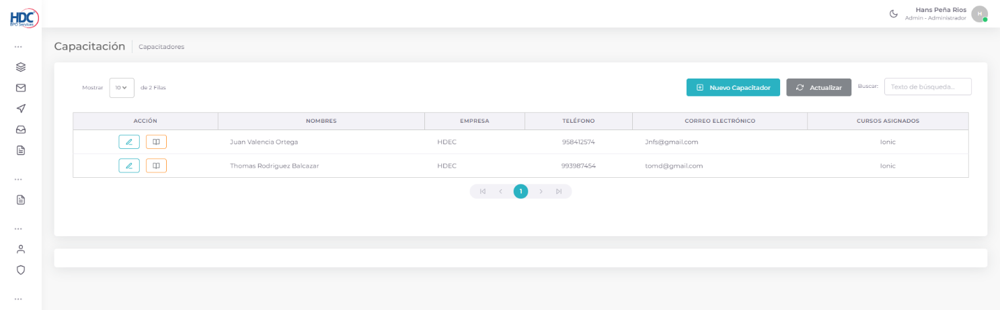 HDC
BPO Services
Hans Peña Rios
Admin - Administrador
H
Capacitación
Capacitadores
Mostrar 10 de 2 Filas
Nuevo Capacitador
Actualizar
Buscar: Texto de búsqueda...
ACCIÓN NOMBRES EMPRESA TELÉFONO CORREO ELECTRÓNICO CURSOS ASIGNADOS
Juan Valencia Ortega HDEC 958412574 Jnfs@gmail.com Ionic
Thomas Rodriguez Balcazar HDEC 993987454 tomd@gmail.com Ionic
1